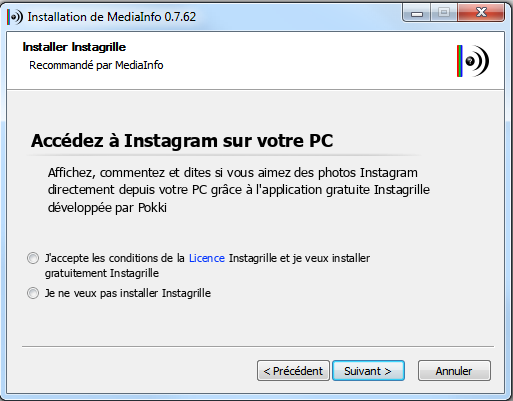 Installation de MediaInfo 0.7.62
Installer Instagrille
Recommandé par MediaInfo
Accédez à Instagram sur votre PC
Affichez, commentez et dites si vous aimez des photos Instagram
directement depuis votre PC grâce à l'application gratuite Instagrille
développée par Pokki
J'accepte les conditions de la Licence Instagrille et je veux installer
gratuitement Instagrille
Je ne veux pas installer Instagrille
< Précédent
Suivant >
Annuler